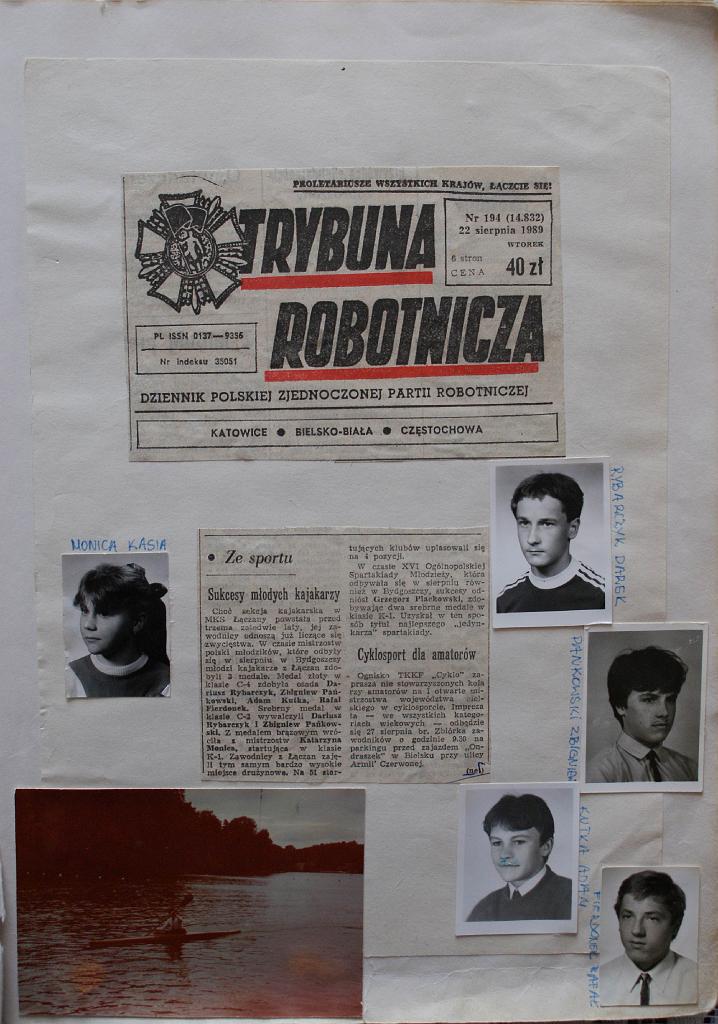 PROLETARIUSZE WSZYSTKICH KRAJÓW, ŁĄCZCIE SIĘ!
TRYBUNA
ROBOTNICZA
Nr 194 (14.832)
22 sierpnia 1989
WTOREK
6 stron
CENA 40 zł
PL ISSN 0137—9356
Nr indeksu 35051
DZIENNIK POLSKIEJ ZJEDNOCZONEJ PARTII ROBOTNICZEJ
KATOWICE ● BIELSKO-BIAŁA ● CZĘSTOCHOWA
MONICA KASIA
● Ze sportu
Sukcesy młodych kajakarzy
Choć sekcja kajakarska w
MKS Łączany powstała przed
trzema zaledwie laty, jej za-
wodnicy odnoszą już liczące się
zwycięstwa. W czasie mistrzostw
polski młodzików, które odbyły
się w sierpniu w Bydgoszczy
młodzi kajakarze z Łączan zdo-
byli 3 medale. Medal złoty w
klasie C-4 zdobyła osada Da-
riusz Rybarczyk, Zbigniew Pań-
kowski, Adam Kutka, Rafał
Pierdonek. Srebrny medal w
klasie C-2 wywalczyli Dariusz
Rybarczyk i Zbigniew Pańkow-
ski. Z medalem brązowym wró-
ciła z mistrzostw Katarzyna
Monica, startująca w klasie
K-1. Zawodnicy z Łączan zaję-
li tym samym bardzo wysokie
miejsce drużynowe. Na 51 star-
tujących klubów uplasowali się
na 4 pozycji.
W czasie XVI Ogólnopolskiej
Spartakiady Młodzieży, która
odbywała się w sierpniu rów-
nież w Bydgoszczy, sukcesy od-
niósł Grzegorz Płackowski, zdo-
bywając dwa srebrne medale w
klasie K-1. Uzyskał w ten spo-
sób tytuł najlepszego „jedyn-
karza" spartakiady.
Cyklosport dla amatorów
Ognisko TKKF „Cyklo" za-
prasza nie stowarzyszonych kola
rzy amatorów na I otwarte mi-
strzostwa województwa biel-
skiego w cyklosporcie. Impreza
ta — we wszystkich katego-
riach wiekowych — odbędzie
się 27 sierpnia br. Zbiórka za-
wodników o godzinie 9.30 na
parkingu przed zajazdem „On-
draszek" w Bielsku przy ulicy
Armii Czerwonej.
RYBARCZYK DAREK
PAŃKOWSKI ZBIGNIEW
KUTKA ADAM
PIERDONEK RAFAŁ